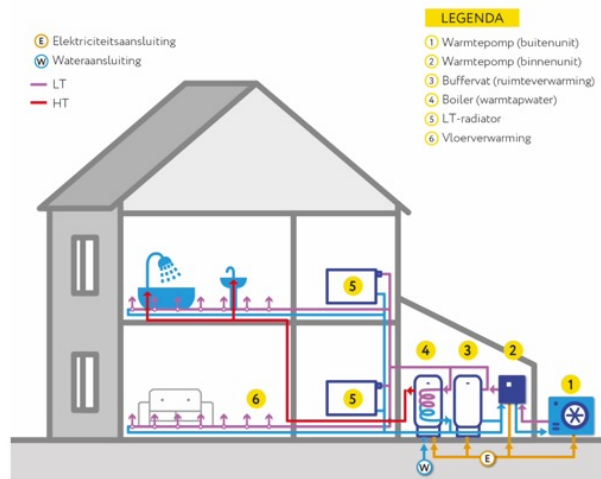 LEGENDA
E Elektriciteitsaansluiting
W Wateraansluiting
LT
HT
1 Warmtepomp (buitenunit)
2 Warmtepomp (binnenunit)
3 Buffervat (ruimteverwarming)
4 Boiler (warmtapwater)
5 LT-radiator
6 Vloerverwarming
5
4
3
2
1
6
5
E
W